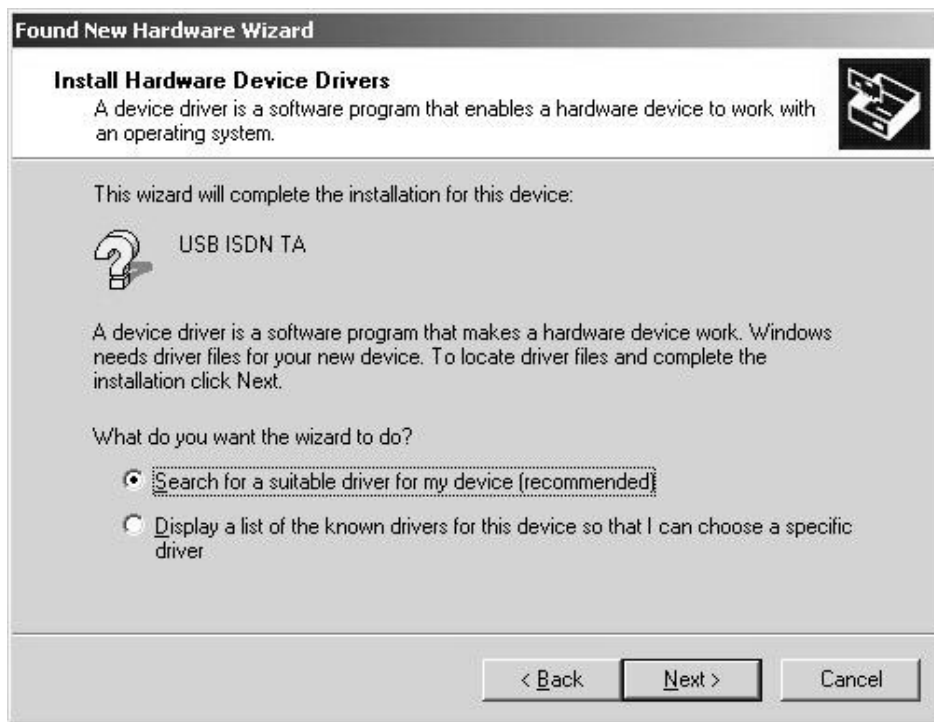 Found New Hardware Wizard
Install Hardware Device Drivers
A device driver is a software program that enables a hardware device to work with
an operating system.
This wizard will complete the installation for this device:
USB ISDN TA
A device driver is a software program that makes a hardware device work. Windows
needs driver files for your new device. To locate driver files and complete the
installation click Next.
What do you want the wizard to do?
Search for a suitable driver for my device (recommended)
Display a list of the known drivers for this device so that I can choose a specific
driver
< Back
Next >
Cancel